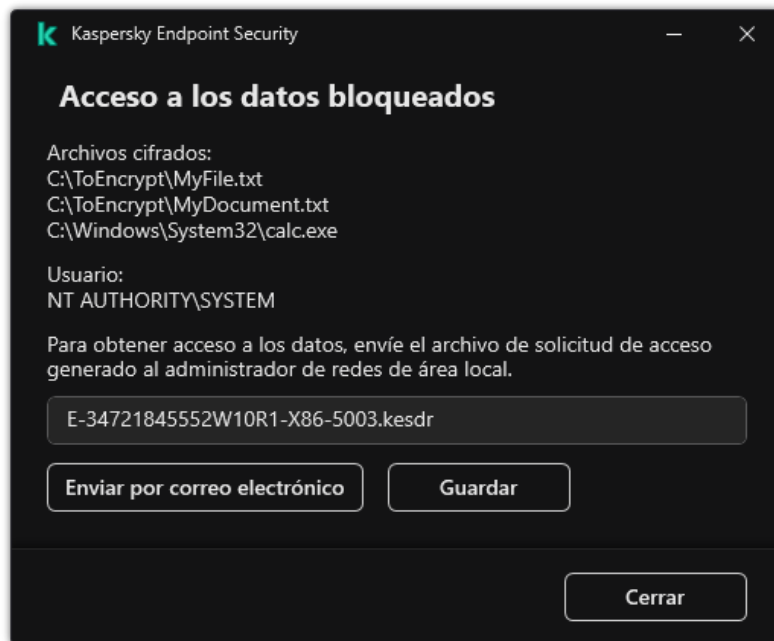 Kaspersky Endpoint Security
Acceso a los datos bloqueados
Archivos cifrados:
C:\ToEncrypt\MyFile.txt
C:\ToEncrypt\MyDocument.txt
C:\Windows\System32\calc.exe
Usuario:
NT AUTHORITY\SYSTEM
Para obtener acceso a los datos, envíe el archivo de solicitud de acceso
generado al administrador de redes de área local.
E-34721845552W10R1-X86-5003.kesdr
Enviar por correo electrónico
Guardar
Cerrar